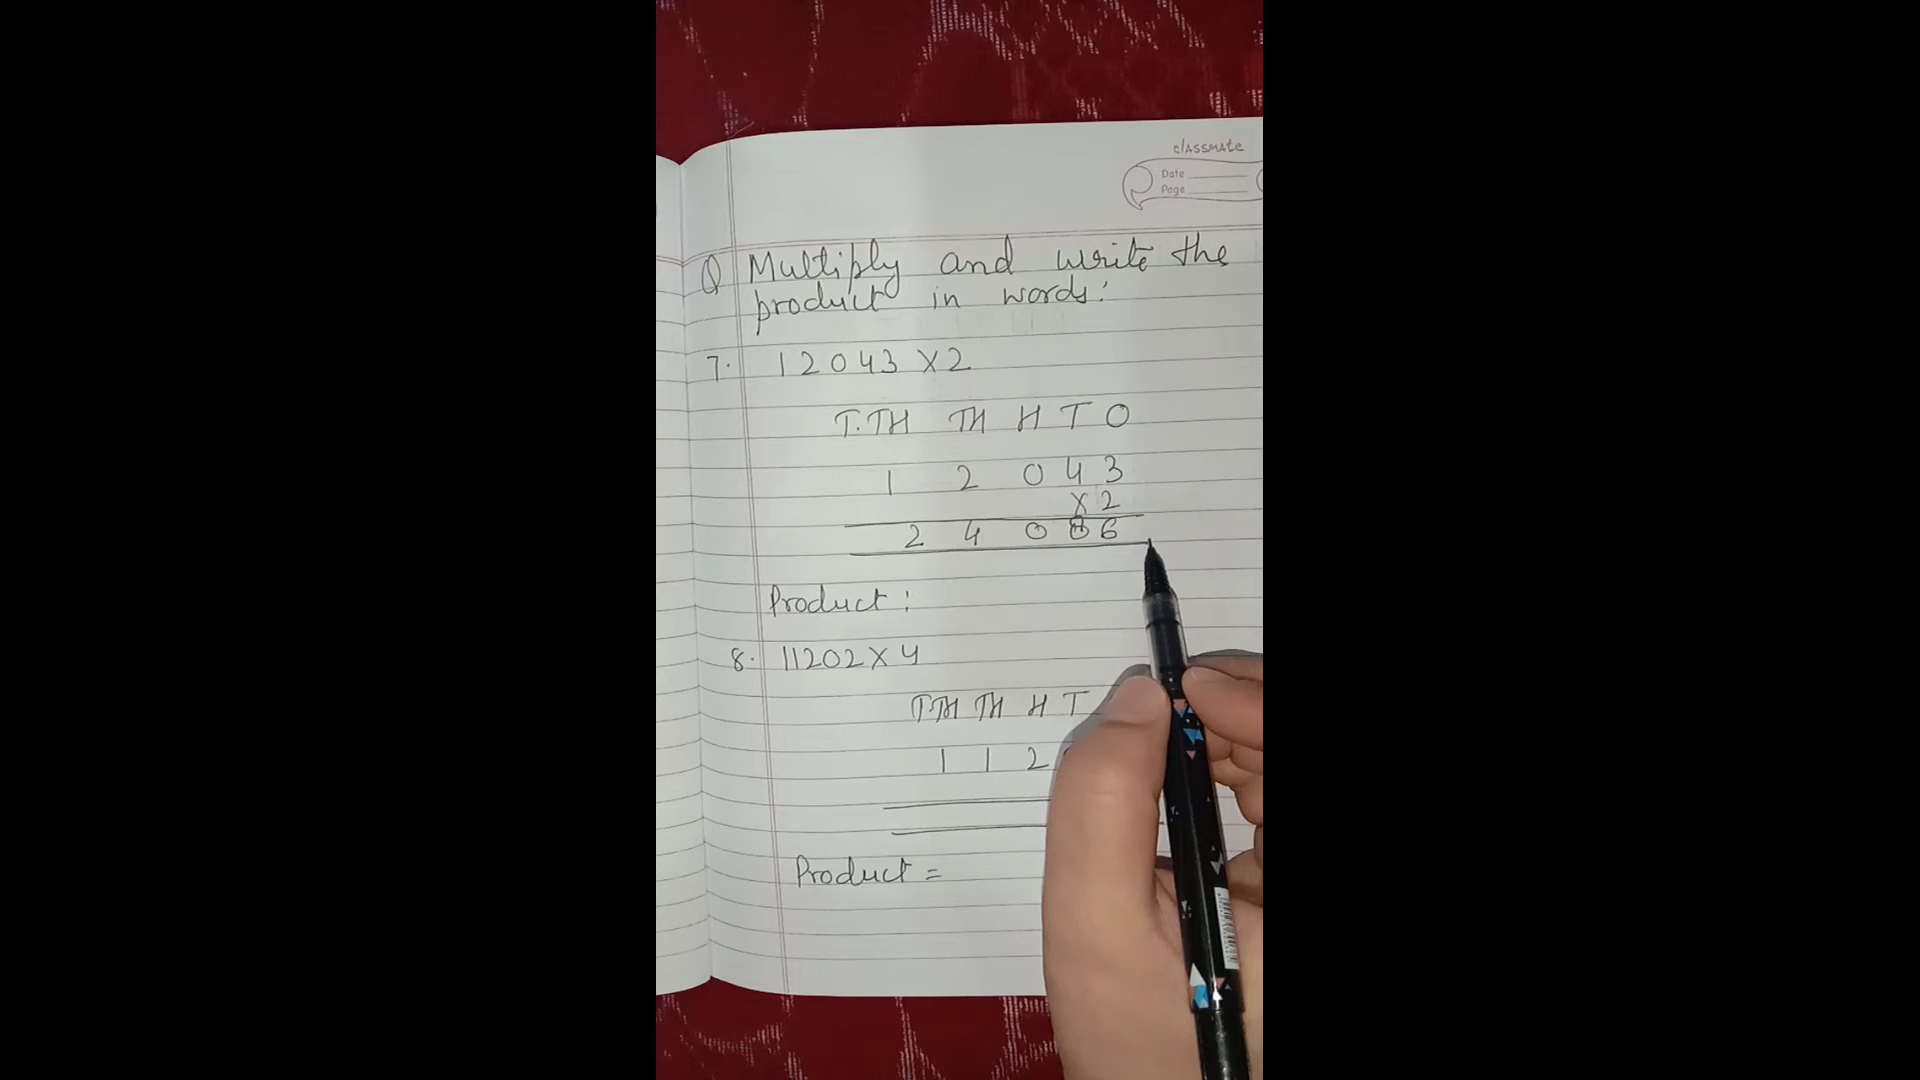 classmate
Date
Page
Q Multiply and write the
product in words:
7. 12043 X 2
T.TH TH H T O
1 2 0 4 3
X 2
2 4 0 8 6
Product:
8. 11202 X 4
T.TH TH H T
1 1 2
Product =